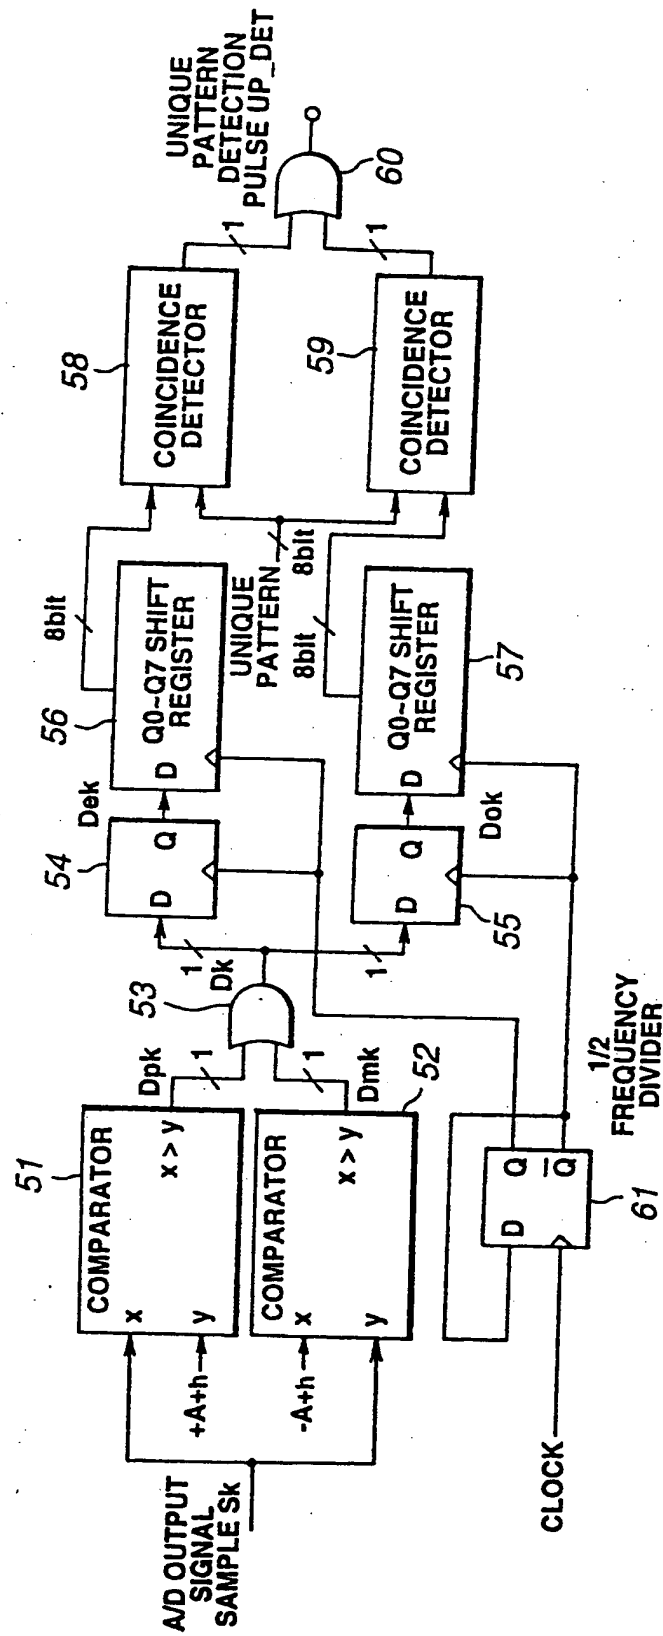 A/D OUTPUT
SIGNAL
SAMPLE Sk
+A+h
-A+h
51
COMPARATOR
x
y
x > y
COMPARATOR
x
y
x > y
52
Dpk
1
Dmk
1
53
Dk
1
1
54
D
Q
Dek
D
Q
55
Dok
56
D
Q0~Q7 SHIFT
REGISTER
8bit
D
Q0~Q7 SHIFT
REGISTER
57
8bit
UNIQUE
PATTERN
8bit
58
COINCIDENCE
DETECTOR
59
COINCIDENCE
DETECTOR
1
1
60
UNIQUE
PATTERN
DETECTION
PULSE UP_DET
CLOCK
D
Q
Q̅
61
1/2
FREQUENCY
DIVIDER